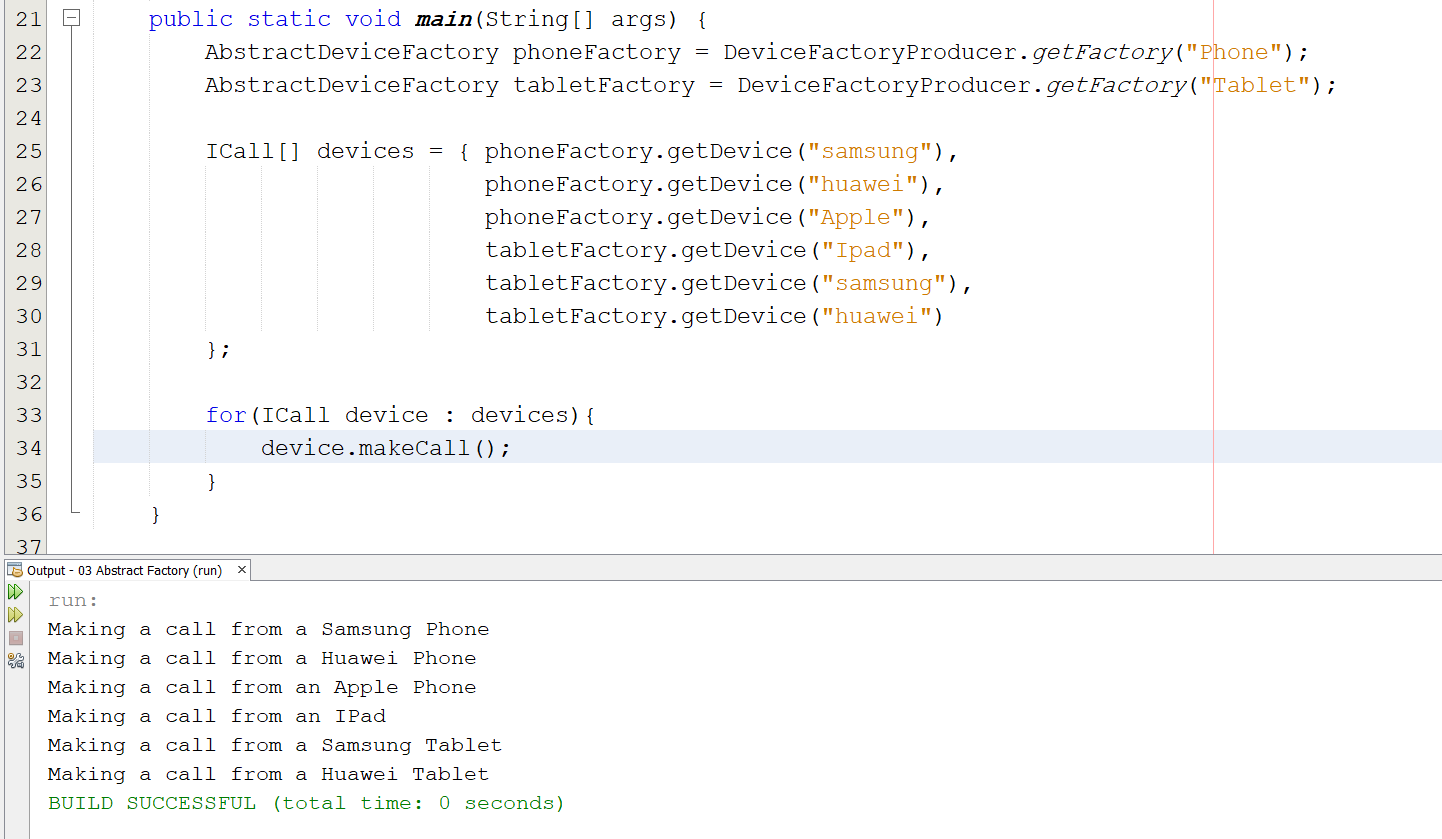 21 public static void main(String[] args) {
22 AbstractDeviceFactory phoneFactory = DeviceFactoryProducer.getFactory("Phone");
23 AbstractDeviceFactory tabletFactory = DeviceFactoryProducer.getFactory("Tablet");
24
25 ICall[] devices = { phoneFactory.getDevice("samsung"),
26 phoneFactory.getDevice("huawei"),
27 phoneFactory.getDevice("Apple"),
28 tabletFactory.getDevice("Ipad"),
29 tabletFactory.getDevice("samsung"),
30 tabletFactory.getDevice("huawei")
31 };
32
33 for(ICall device : devices){
34 device.makeCall();
35 }
36 }
37
Output - 03 Abstract Factory (run)
run:
Making a call from a Samsung Phone
Making a call from a Huawei Phone
Making a call from an Apple Phone
Making a call from an IPad
Making a call from a Samsung Tablet
Making a call from a Huawei Tablet
BUILD SUCCESSFUL (total time: 0 seconds)